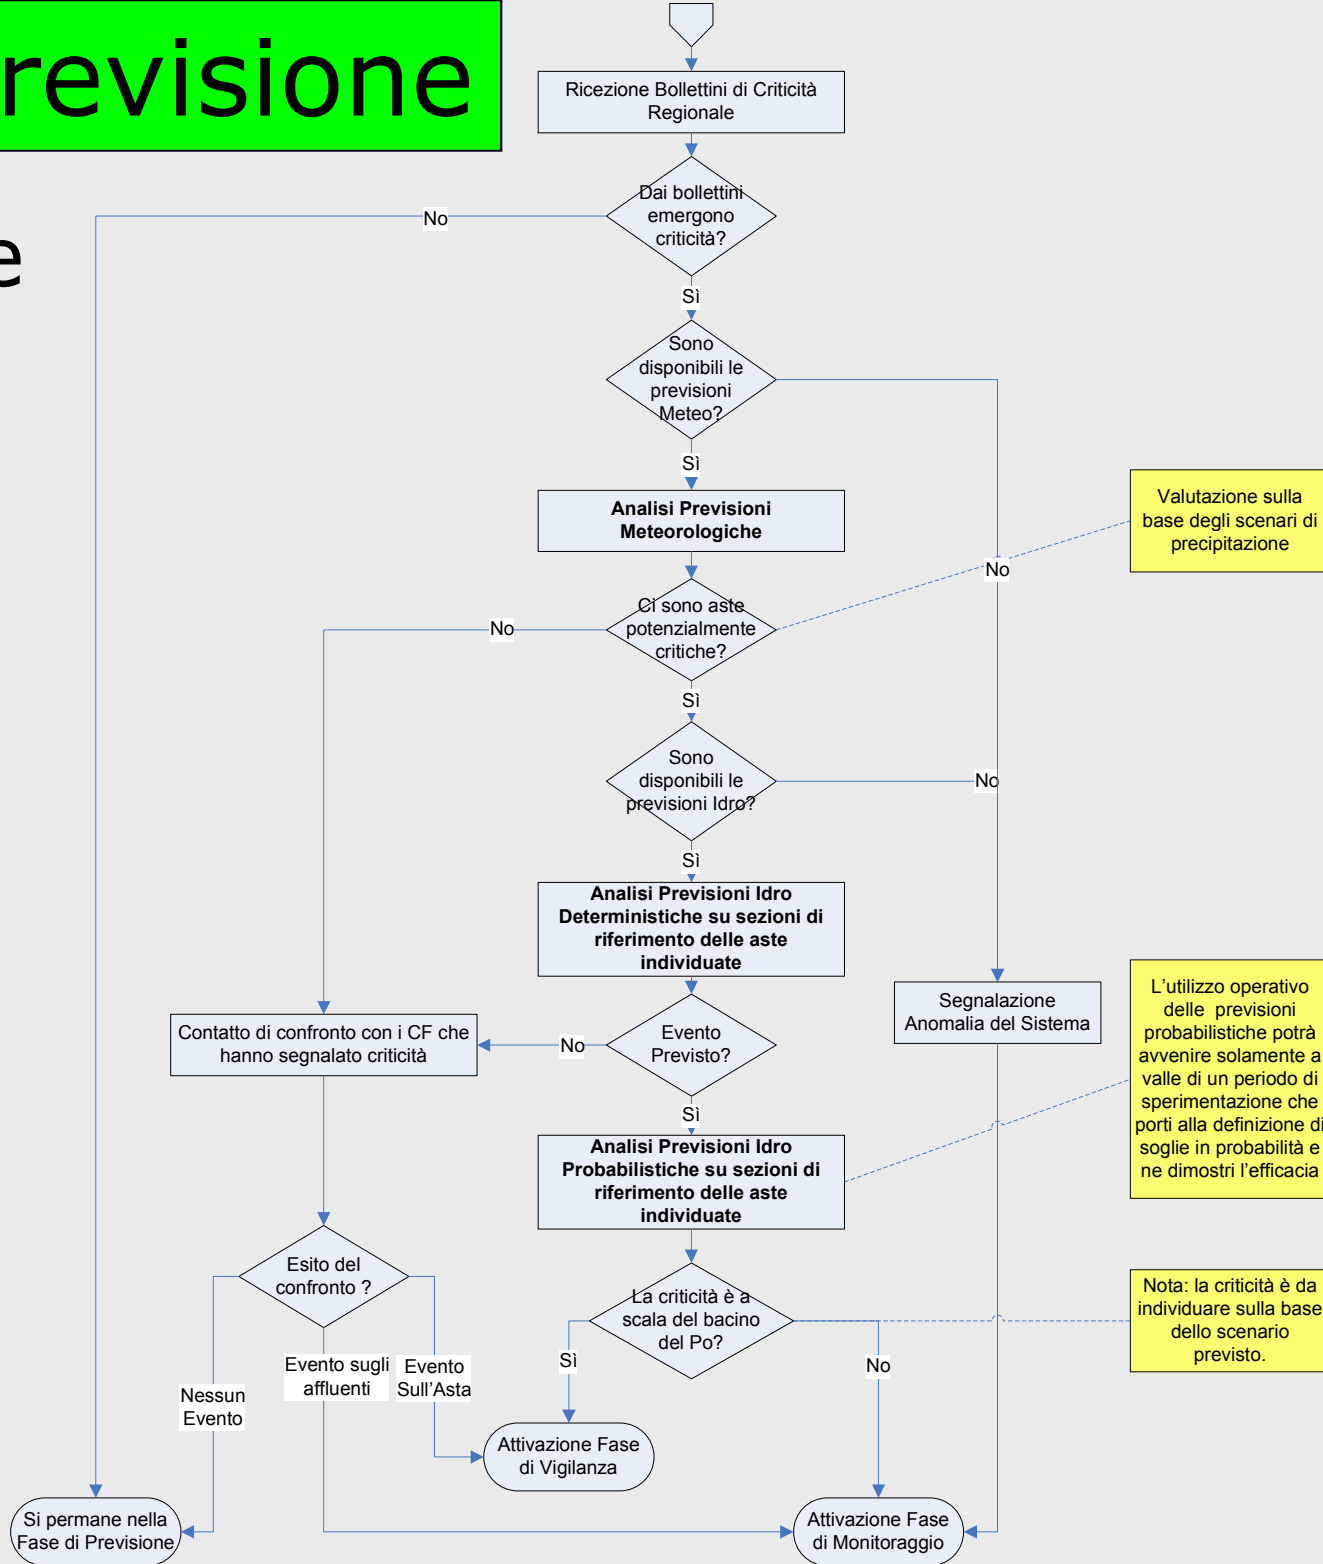 revisione
e
Ricezione Bollettini di Criticità
Regionale
Dai bollettini
emergono
criticità?
No
Sì
Sono
disponibili le
previsioni
Meteo?
Sì
No
Analisi Previsioni
Meteorologiche
Valutazione sulla
base degli scenari di
precipitazione
Ci sono aste
potenzialmente
critiche?
No
Sì
Sono
disponibili le
previsioni Idro?
No
Sì
Analisi Previsioni Idro
Deterministiche su sezioni di
riferimento delle aste
individuate
Segnalazione
Anomalia del Sistema
Contatto di confronto con i CF che
hanno segnalato criticità
No
Evento
Previsto?
Sì
L'utilizzo operativo
delle previsioni
probabilistiche potrà
avvenire solamente a
valle di un periodo di
sperimentazione che
porti alla definizione di
soglie in probabilità e
ne dimostri l'efficacia
Analisi Previsioni Idro
Probabilistiche su sezioni di
riferimento delle aste
individuate
Esito del
confronto ?
La criticità è a
scala del bacino
del Po?
Nota: la criticità è da
individuare sulla base
dello scenario
previsto.
Nessun
Evento
Evento sugli
affluenti
Evento
Sull'Asta
Sì
No
Attivazione Fase
di Vigilanza
Si permane nella
Fase di Previsione
Attivazione Fase
di Monitoraggio